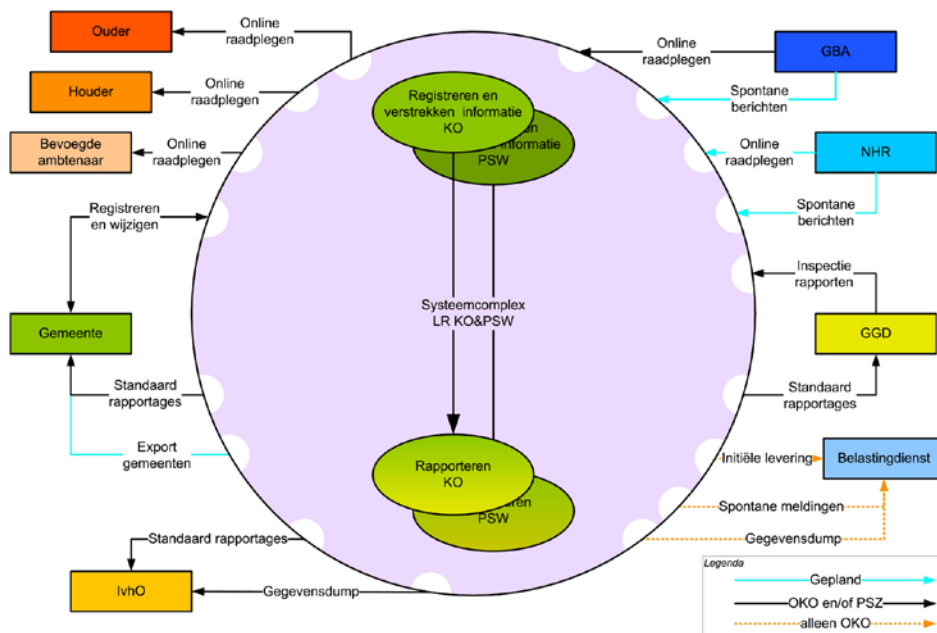 Ouder
Online
raadplegen
Houder
Online
raadplegen
Bevoegde
ambtenaar
Online
raadplegen
Registreren
en wijzigen
Gemeente
Standaard
rapportages
Export
gemeenten
Standaard rapportages
IvhO
Gegevensdump
Registreren en
verstrekken informatie
KO
informatie
PSW
Systeemcomplex
LR KO&PSW
Rapporteren
KO
PSW
Online
raadplegen
GBA
Spontane
berichten
Online
raadplegen
NHR
Spontane
berichten
Inspectie
rapporten
GGD
Standaard
rapportages
Initiële levering
Belastingdienst
Spontane meldingen
Gegevensdump
Legenda
Gepland
OKO en/of PSZ
alleen OKO